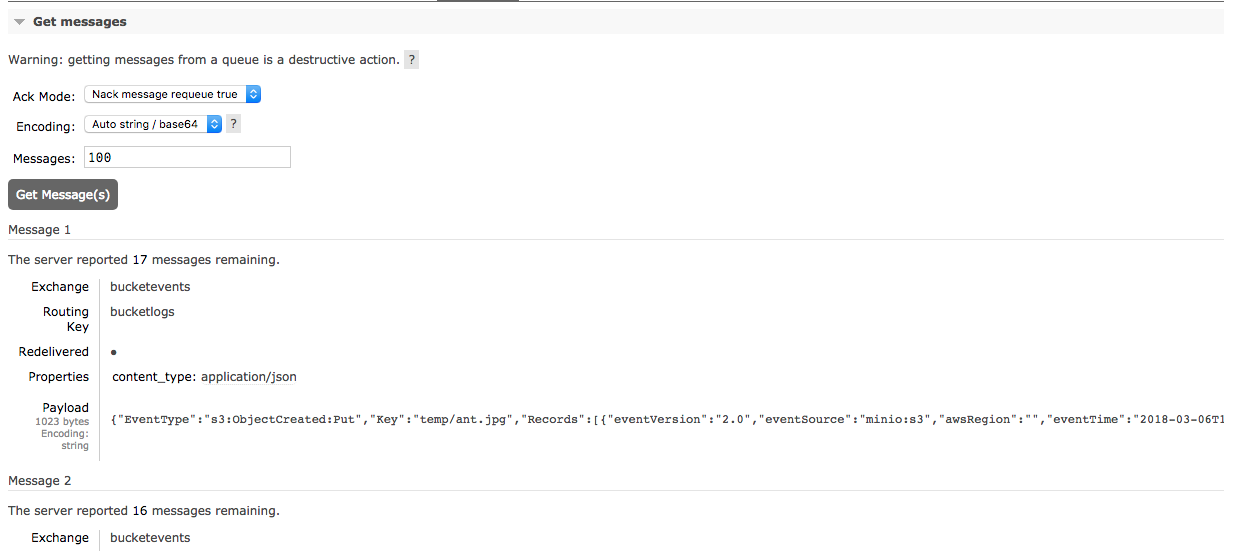 Get messages
Warning: getting messages from a queue is a destructive action. ?
Ack Mode: Nack message requeue true
Encoding: Auto string / base64 ?
Messages: 100
Get Message(s)
Message 1
The server reported 17 messages remaining.
Exchange bucketevents
Routing bucketlogs
Key
Redelivered ●
Properties content_type: application/json
Payload
1023 bytes
{"EventType":"s3:ObjectCreated:Put","Key":"temp/ant.jpg","Records":[{"eventVersion":"2.0","eventSource":"minio:s3","awsRegion":"","eventTime":"2018-03-06T1
Encoding:
string
Message 2
The server reported 16 messages remaining.
Exchange bucketevents